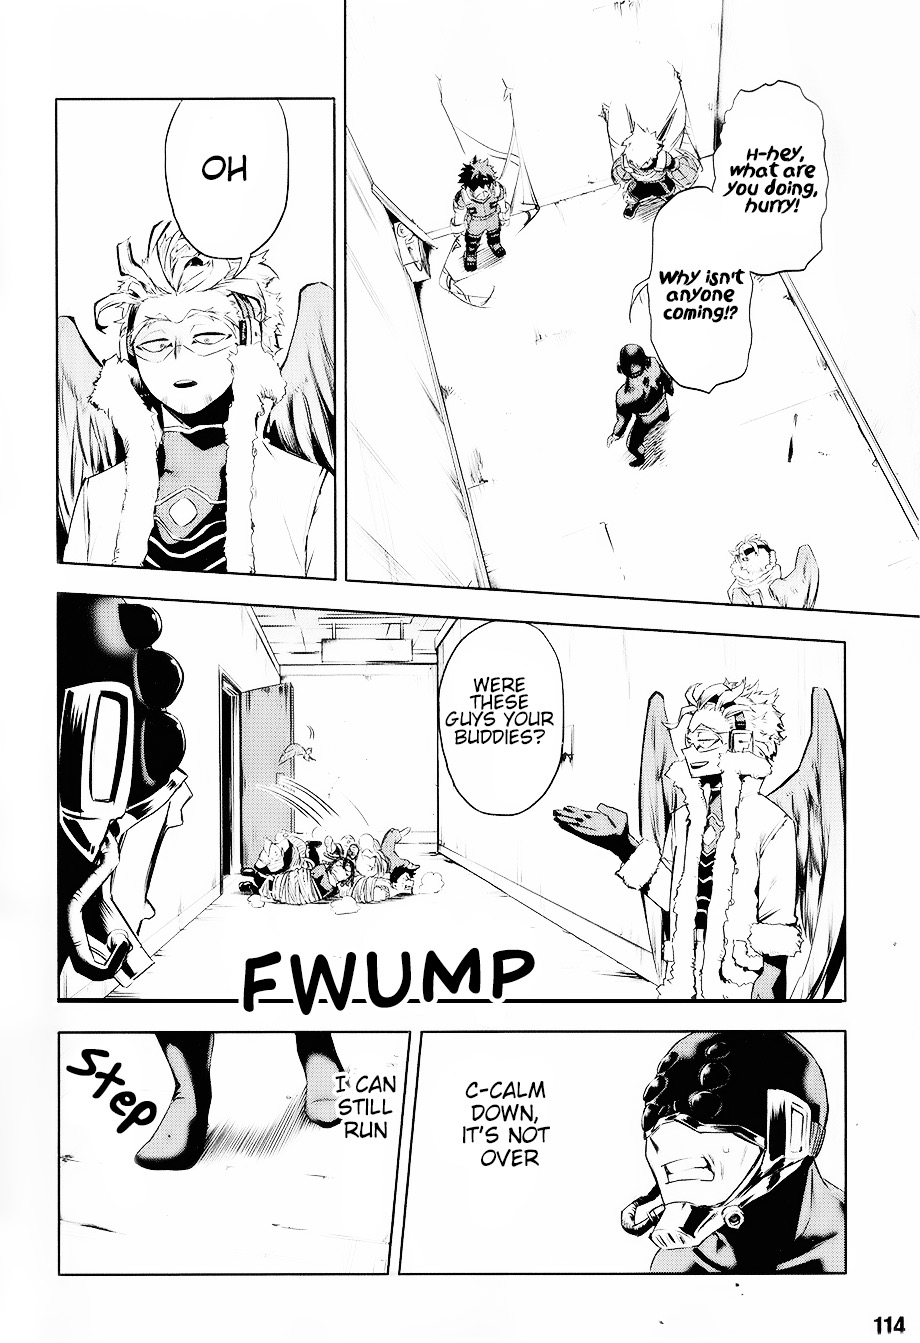 H-hey,
what are
you doing,
hurry!
Why isn't
anyone
coming!?
OH
WERE
THESE
GUYS YOUR
BUDDIES?
FWUMP
C-CALM
DOWN,
IT'S NOT
OVER
I CAN
STILL
RUN
Step
114